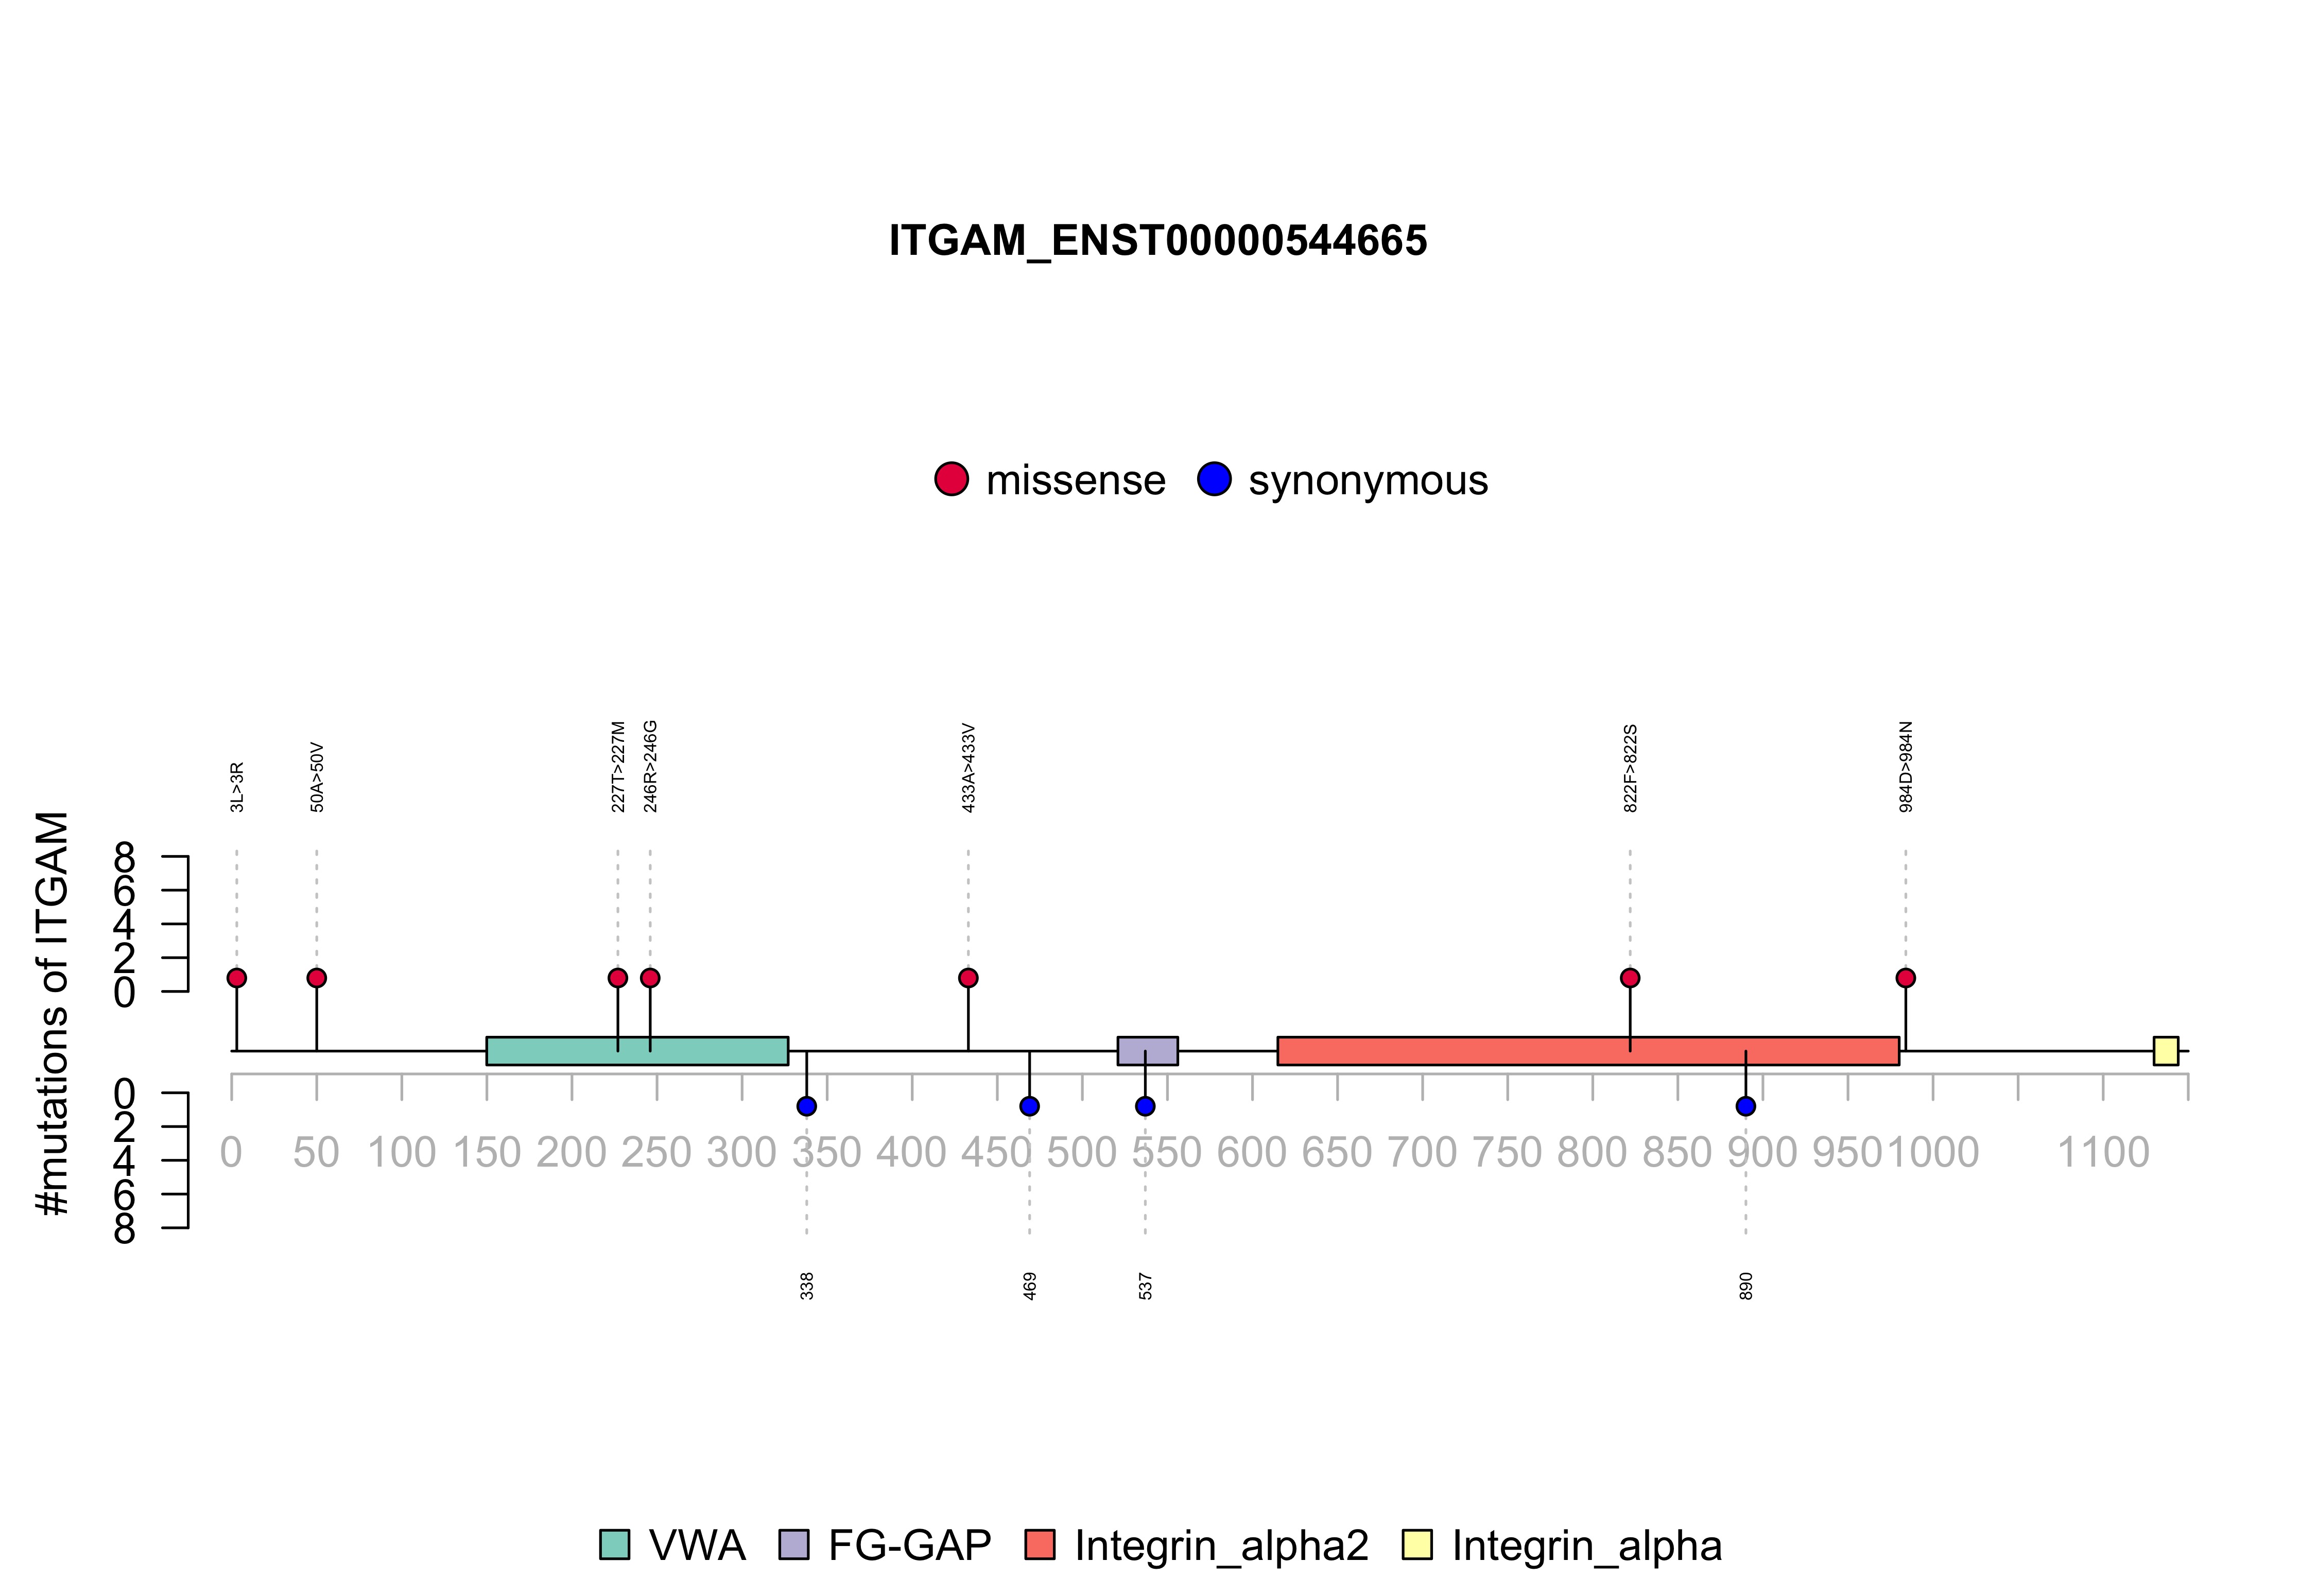 ITGAM_ENST00000544665
missense synonymous
3L>3R
50A>50V
227T>227M
246R>246G
433A>433V
822F>822S
984D>984N
#mutations of ITGAM
8
6
4
2
0
0
2
4
6
8
0 50 100 150 200 250 300 350 400 450 500 550 600 650 700 750 800 850 900 950 1000 1100
338
469
537
890
VWA FG-GAP Integrin_alpha2 Integrin_alpha